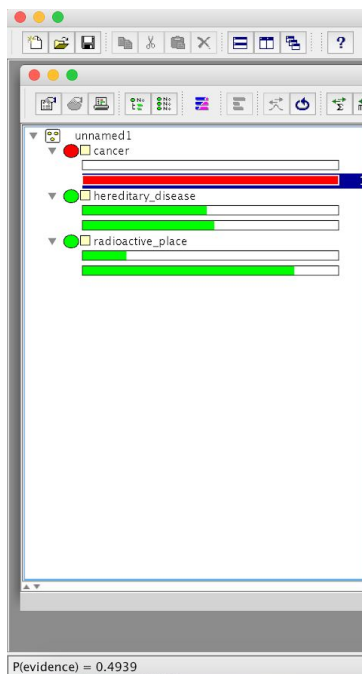 ?
unnamed1
cancer
hereditary_disease
radioactive_place
P(evidence) = 0.4939